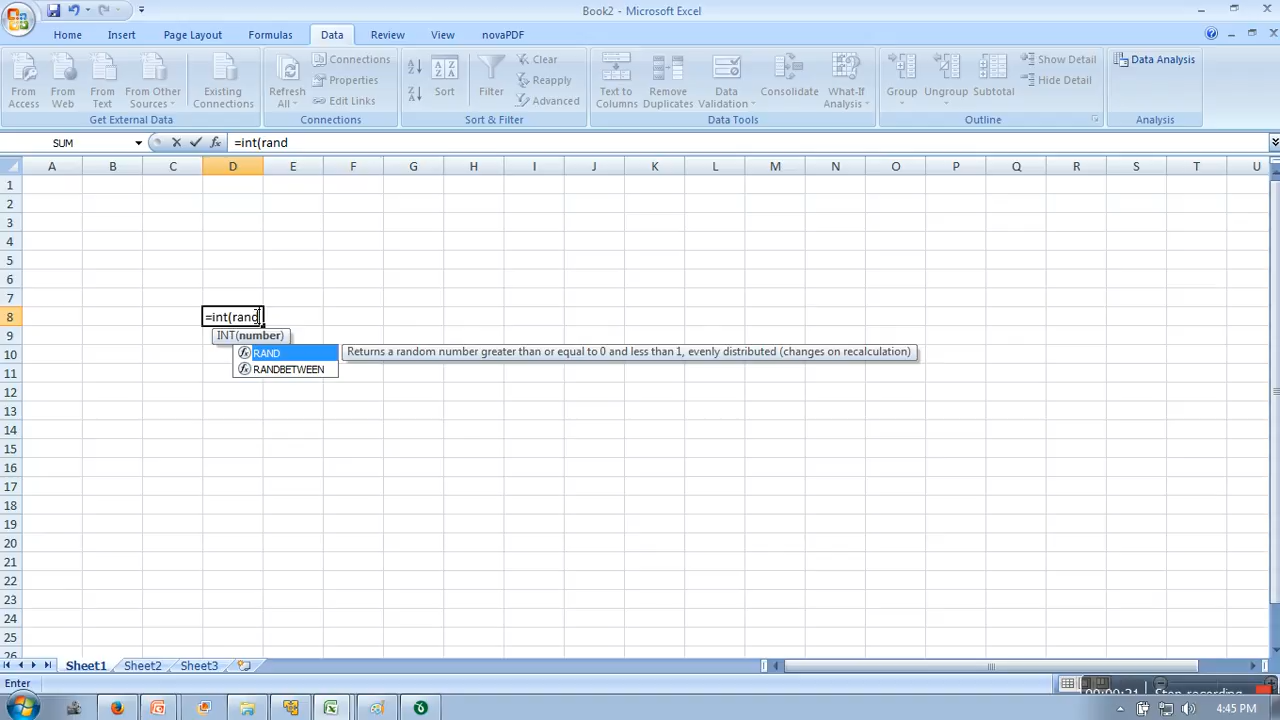 Book2 - Microsoft Excel
Home Insert Page Layout Formulas Data Review View novaPDF
From Access
From Web
From Text
From Other Sources
Existing Connections
Get External Data
Refresh All
Connections
Properties
Edit Links
Connections
Sort
Filter
Clear
Reapply
Advanced
Sort & Filter
Text to Columns
Remove Duplicates
Data Validation
Consolidate
What-If Analysis
Data Tools
Group
Ungroup
Subtotal
Show Detail
Hide Detail
Outline
Data Analysis
Analysis
SUM =int(rand
A B C D E F G H I J K L M N O P Q R S T U
1
2
3
4
5
6
7
8 =int(rand
9 INT(number)
10 RAND Returns a random number greater than or equal to 0 and less than 1, evenly distributed (changes on recalculation)
RANDBETWEEN
11
12
13
14
15
16
17
18
19
20
21
22
23
24
25
26
Sheet1 Sheet2 Sheet3
Enter
00:00:21 Stop recording
4:45 PM